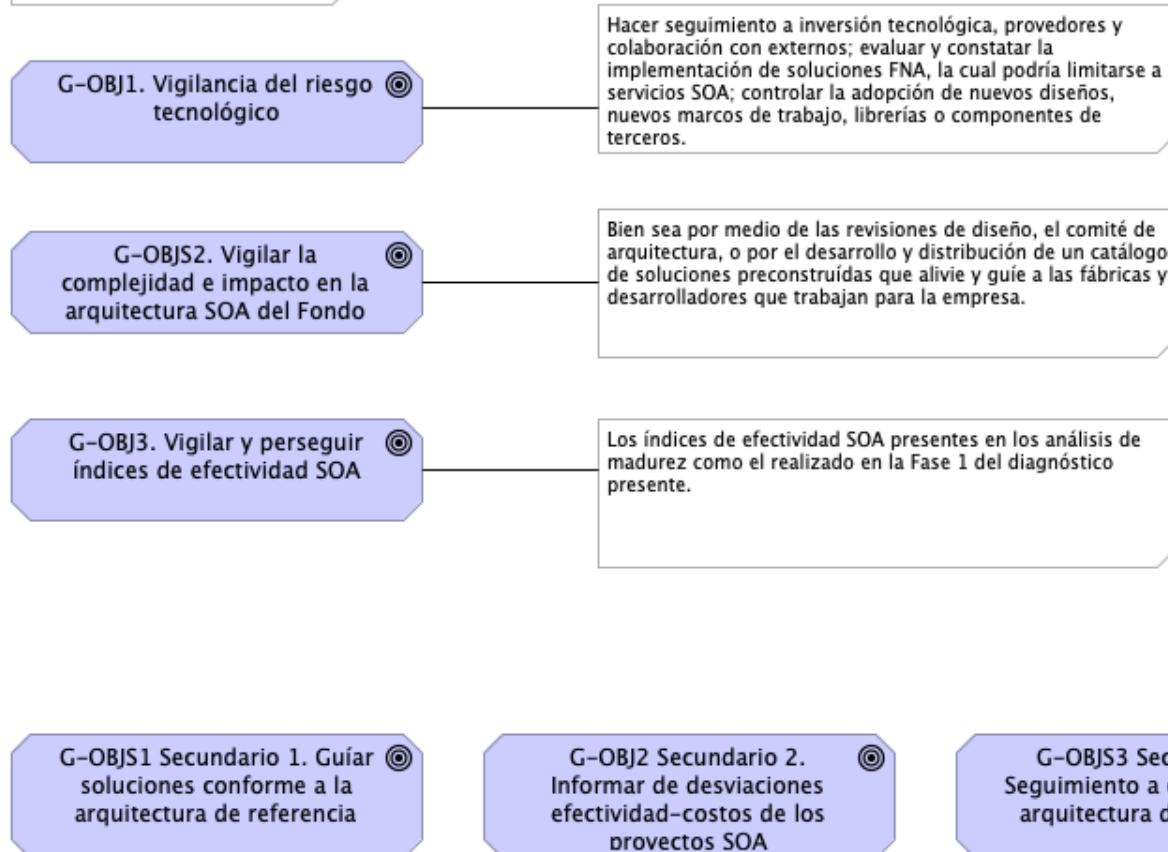 G-OBJ1. Vigilancia del riesgo
tecnológico
Hacer seguimiento a inversión tecnológica, provedores y
colaboración con externos; evaluar y constatar la
implementación de soluciones FNA, la cual podría limitarse a
servicios SOA; controlar la adopción de nuevos diseños,
nuevos marcos de trabajo, librerías o componentes de
terceros.
G-OBJS2. Vigilar la
complejidad e impacto en la
arquitectura SOA del Fondo
Bien sea por medio de las revisiones de diseño, el comité de
arquitectura, o por el desarrollo y distribución de un catálogo
de soluciones preconstruídas que alivie y guíe a las fábricas y
desarrolladores que trabajan para la empresa.
G-OBJ3. Vigilar y perseguir
índices de efectividad SOA
Los índices de efectividad SOA presentes en los análisis de
madurez como el realizado en la Fase 1 del diagnóstico
presente.
G-OBJS1 Secundario 1. Guíar
soluciones conforme a la
arquitectura de referencia
G-OBJ2 Secundario 2.
Informar de desviaciones
efectividad-costos de los
proyectos SOA
G-OBJS3
Seguimiento a
arquitectura